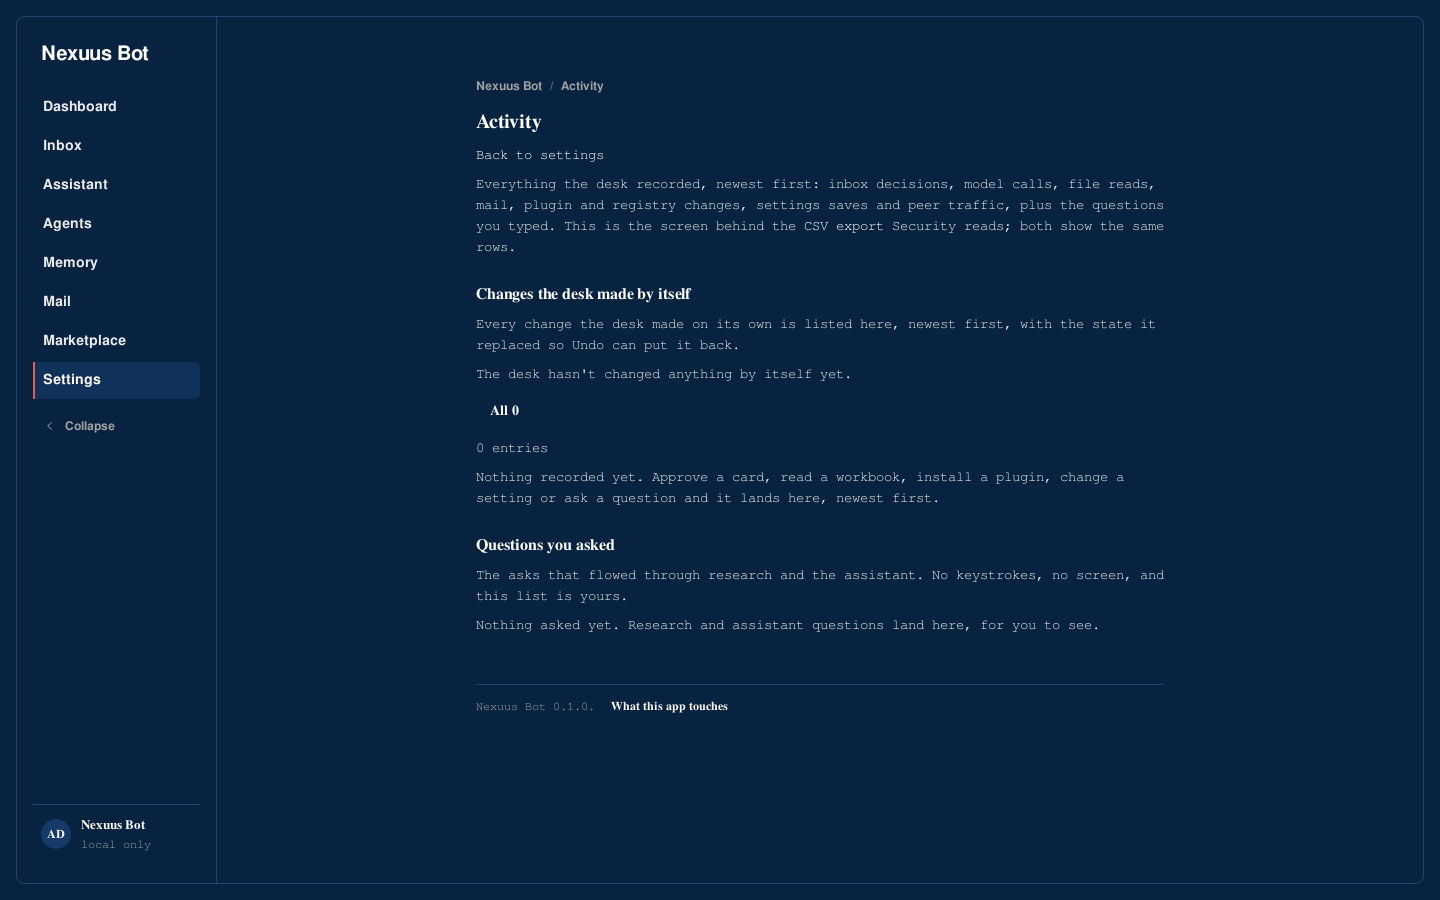 Nexuus Bot
Dashboard
Inbox
Assistant
Agents
Memory
Mail
Marketplace
Settings
Collapse
AD
Nexuus Bot
local only
Nexuus Bot / Activity
Activity
Back to settings
Everything the desk recorded, newest first: inbox decisions, model calls, file reads,
mail, plugin and registry changes, settings saves and peer traffic, plus the questions
you typed. This is the screen behind the CSV export Security reads; both show the same
rows.
Changes the desk made by itself
Every change the desk made on its own is listed here, newest first, with the state it
replaced so Undo can put it back.
The desk hasn't changed anything by itself yet.
All 0
0 entries
Nothing recorded yet. Approve a card, read a workbook, install a plugin, change a
setting or ask a question and it lands here, newest first.
Questions you asked
The asks that flowed through research and the assistant. No keystrokes, no screen, and
this list is yours.
Nothing asked yet. Research and assistant questions land here, for you to see.
Nexuus Bot 0.1.0. What this app touches